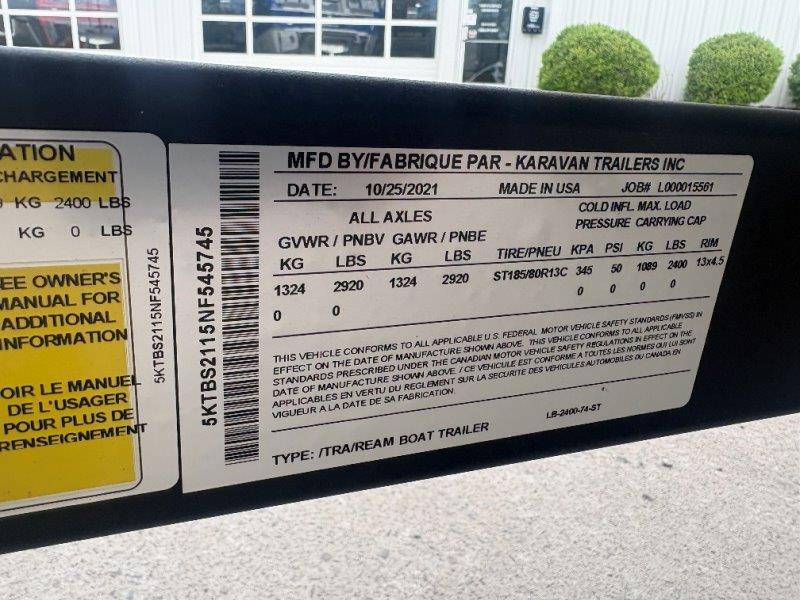 ATION
CHARGEMENT
KG 2400 LBS
KG 0 LBS
EE OWNER'S
MANUAL FOR
ADDITIONAL
INFORMATION
OIR LE MANUEL
DE L'USAGER
POUR PLUS DE
RENSEIGNEMENT
5KTBS2115NF545745
5KTBS2115NF545745
MFD BY/FABRIQUE PAR - KARAVAN TRAILERS INC
DATE: 10/25/2021 MADE IN USA JOB# L000015561
ALL AXLES COLD INFL. MAX. LOAD
PRESSURE CARRYING CAP
GVWR / PNBV GAWR / PNBE TIRE/PNEU KPA PSI KG LBS RIM
KG LBS KG LBS
1324 2920 1324 2920 ST185/80R13C 345 50 1089 2400 13x4.5
0 0 0 0 0 0
THIS VEHICLE CONFORMS TO ALL APPLICABLE U.S. FEDERAL MOTOR VEHICLE SAFETY STANDARDS (FMVSS) IN
EFFECT ON THE DATE OF MANUFACTURE SHOWN ABOVE. THIS VEHICLE CONFORMS TO ALL APPLICABLE
STANDARDS PRESCRIBED UNDER THE CANADIAN MOTOR VEHICLE SAFETY REGULATIONS IN EFFECT ON THE
DATE OF MANUFACTURE SHOWN ABOVE. / CE VEHICULE EST CONFORME A TOUTES LES NORMES QUI LUI SONT
APPLICABLES EN VERTU DU REGLEMENT SUR LA SECURITE DES VEHICULES AUTOMOBILES DU CANADA EN
VIGUEUR A LA DATE DE SA FABRICATION.
LB-2400-74-ST
TYPE: /TRA/REAM BOAT TRAILER